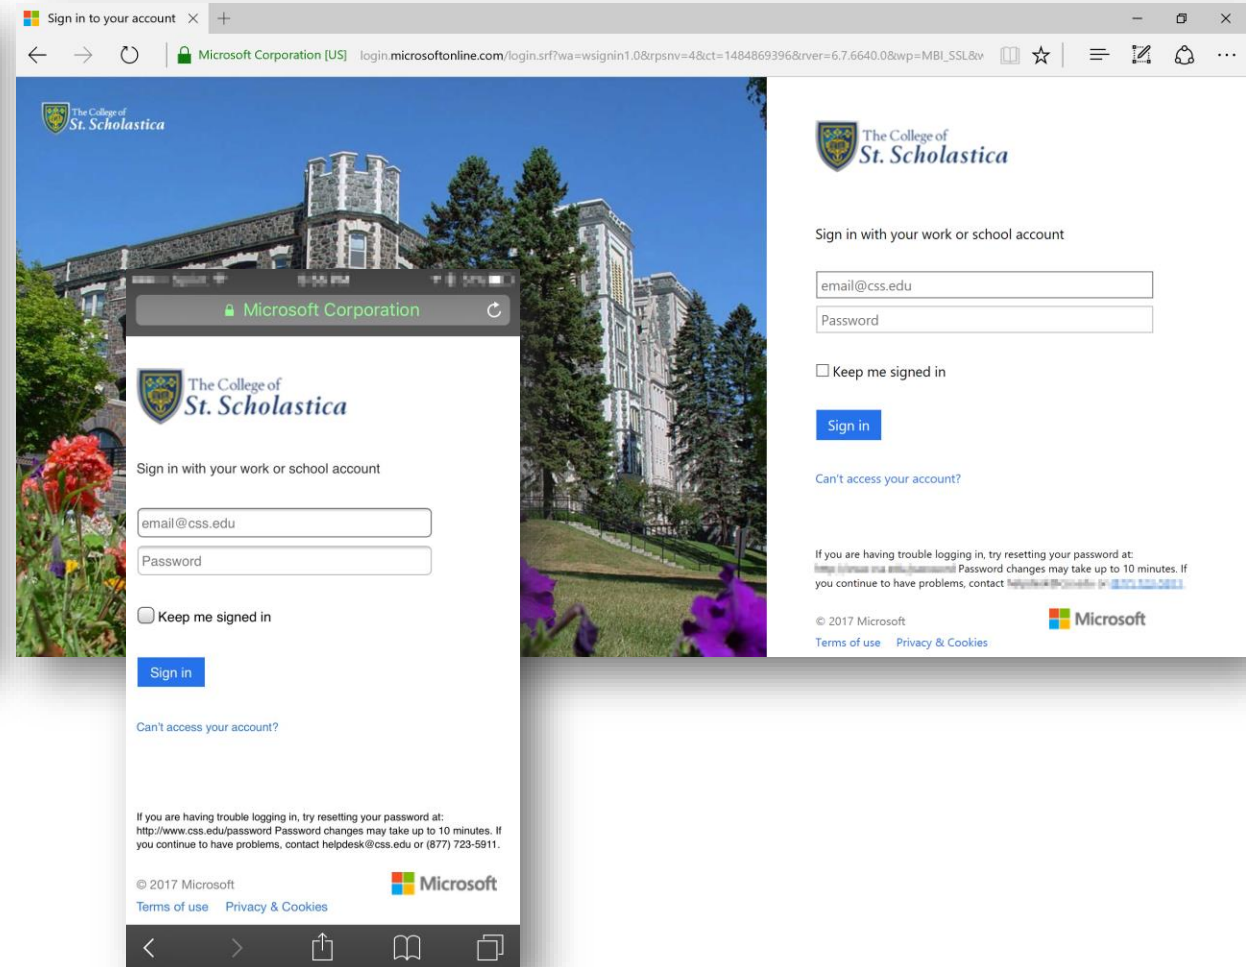 Sign in to your account
Microsoft Corporation [US] login.microsoftonline.com/login.srf?wa=wsignin1.0&rpsnv=4&ct=1484869396&rver=6.7.6640.0&wp=MBI_SSL&
The College of
St. Scholastica
The College of
St. Scholastica
Sign in with your work or school account
email@css.edu
Password
Keep me signed in
Sign in
Can't access your account?
If you are having trouble logging in, try resetting your password at:
Password changes may take up to 10 minutes. If
you continue to have problems, contact
© 2017 Microsoft
Microsoft
Terms of use Privacy & Cookies
Microsoft Corporation
The College of
St. Scholastica
Sign in with your work or school account
email@css.edu
Password
Keep me signed in
Sign in
Can't access your account?
If you are having trouble logging in, try resetting your password at:
http://www.css.edu/password Password changes may take up to 10 minutes. If
you continue to have problems, contact helpdesk@css.edu or (877) 723-5911.
© 2017 Microsoft
Microsoft
Terms of use Privacy & Cookies